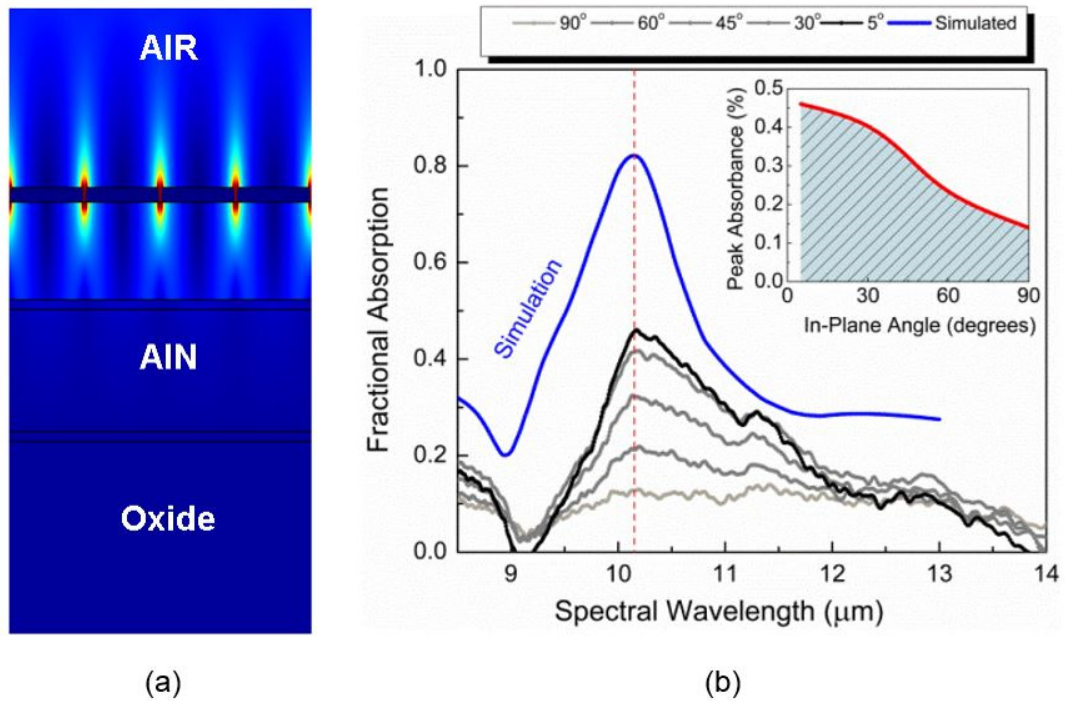 AIR
AlN
Oxide
(a)
90° 60° 45° 30° 5° Simulated
1.0
0.8
0.6
0.4
0.2
0.0
Fractional Absorption
Simulation
9 10 11 12 13 14
Spectral Wavelength (μm)
0.5
0.4
0.3
0.2
0.1
0.0
Peak Absorbance (%)
0 30 60 90
In-Plane Angle (degrees)
(b)